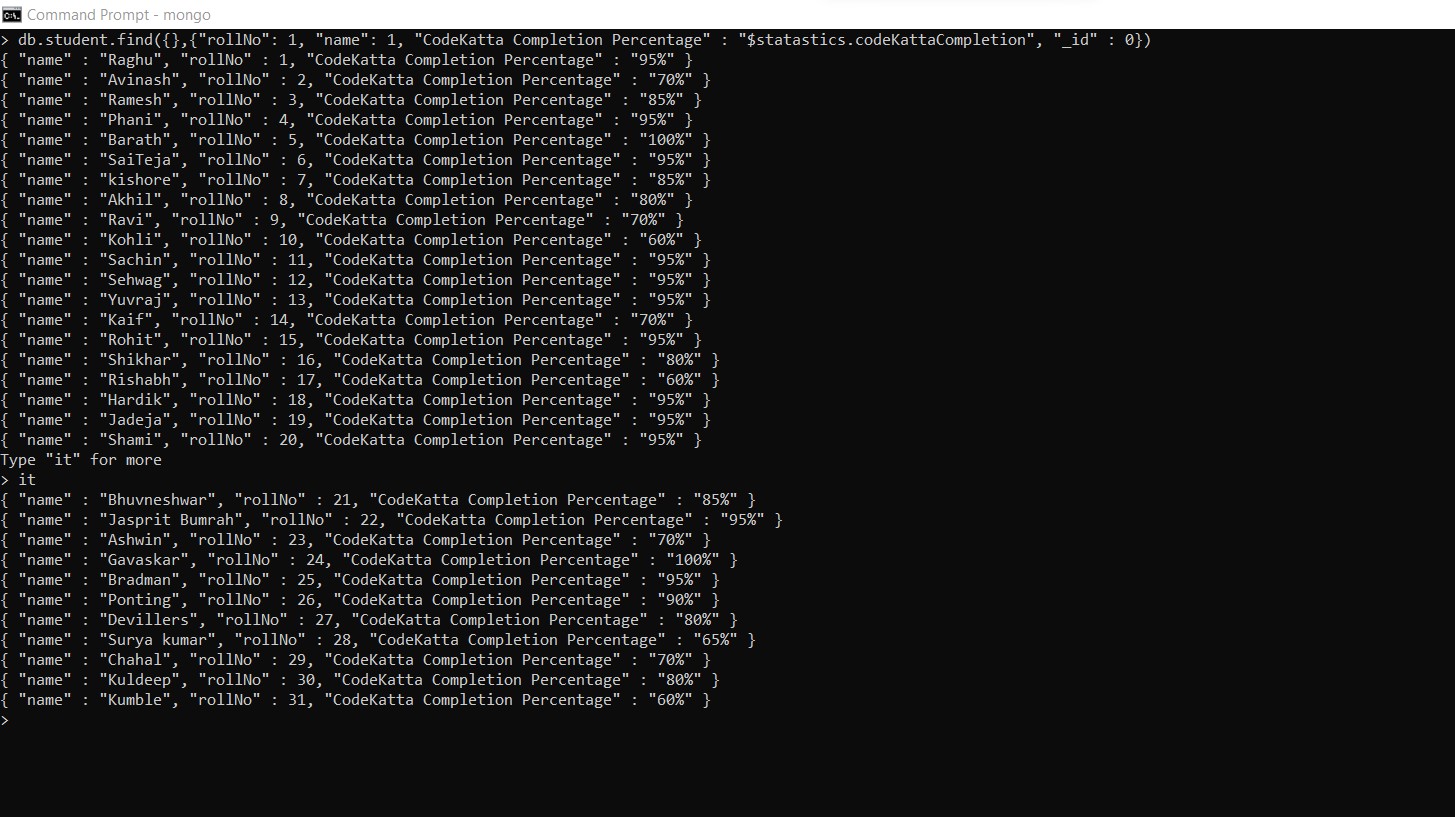 Command Prompt - mongo
> db.student.find({},{"rollNo": 1, "name": 1, "CodeKatta Completion Percentage" : "$statastics.codeKattaCompletion", "_id" : 0})
{ "name" : "Raghu", "rollNo" : 1, "CodeKatta Completion Percentage" : "95%" }
{ "name" : "Avinash", "rollNo" : 2, "CodeKatta Completion Percentage" : "70%" }
{ "name" : "Ramesh", "rollNo" : 3, "CodeKatta Completion Percentage" : "85%" }
{ "name" : "Phani", "rollNo" : 4, "CodeKatta Completion Percentage" : "95%" }
{ "name" : "Barath", "rollNo" : 5, "CodeKatta Completion Percentage" : "100%" }
{ "name" : "SaiTeja", "rollNo" : 6, "CodeKatta Completion Percentage" : "95%" }
{ "name" : "kishore", "rollNo" : 7, "CodeKatta Completion Percentage" : "85%" }
{ "name" : "Akhil", "rollNo" : 8, "CodeKatta Completion Percentage" : "80%" }
{ "name" : "Ravi", "rollNo" : 9, "CodeKatta Completion Percentage" : "70%" }
{ "name" : "Kohli", "rollNo" : 10, "CodeKatta Completion Percentage" : "60%" }
{ "name" : "Sachin", "rollNo" : 11, "CodeKatta Completion Percentage" : "95%" }
{ "name" : "Sehwag", "rollNo" : 12, "CodeKatta Completion Percentage" : "95%" }
{ "name" : "Yuvraj", "rollNo" : 13, "CodeKatta Completion Percentage" : "95%" }
{ "name" : "Kaif", "rollNo" : 14, "CodeKatta Completion Percentage" : "70%" }
{ "name" : "Rohit", "rollNo" : 15, "CodeKatta Completion Percentage" : "95%" }
{ "name" : "Shikhar", "rollNo" : 16, "CodeKatta Completion Percentage" : "80%" }
{ "name" : "Rishabh", "rollNo" : 17, "CodeKatta Completion Percentage" : "60%" }
{ "name" : "Hardik", "rollNo" : 18, "CodeKatta Completion Percentage" : "95%" }
{ "name" : "Jadeja", "rollNo" : 19, "CodeKatta Completion Percentage" : "95%" }
{ "name" : "Shami", "rollNo" : 20, "CodeKatta Completion Percentage" : "95%" }
Type "it" for more
> it
{ "name" : "Bhuvneshwar", "rollNo" : 21, "CodeKatta Completion Percentage" : "85%" }
{ "name" : "Jasprit Bumrah", "rollNo" : 22, "CodeKatta Completion Percentage" : "95%" }
{ "name" : "Ashwin", "rollNo" : 23, "CodeKatta Completion Percentage" : "70%" }
{ "name" : "Gavaskar", "rollNo" : 24, "CodeKatta Completion Percentage" : "100%" }
{ "name" : "Bradman", "rollNo" : 25, "CodeKatta Completion Percentage" : "95%" }
{ "name" : "Ponting", "rollNo" : 26, "CodeKatta Completion Percentage" : "90%" }
{ "name" : "Devillers", "rollNo" : 27, "CodeKatta Completion Percentage" : "80%" }
{ "name" : "Surya kumar", "rollNo" : 28, "CodeKatta Completion Percentage" : "65%" }
{ "name" : "Chahal", "rollNo" : 29, "CodeKatta Completion Percentage" : "70%" }
{ "name" : "Kuldeep", "rollNo" : 30, "CodeKatta Completion Percentage" : "80%" }
{ "name" : "Kumble", "rollNo" : 31, "CodeKatta Completion Percentage" : "60%" }
>